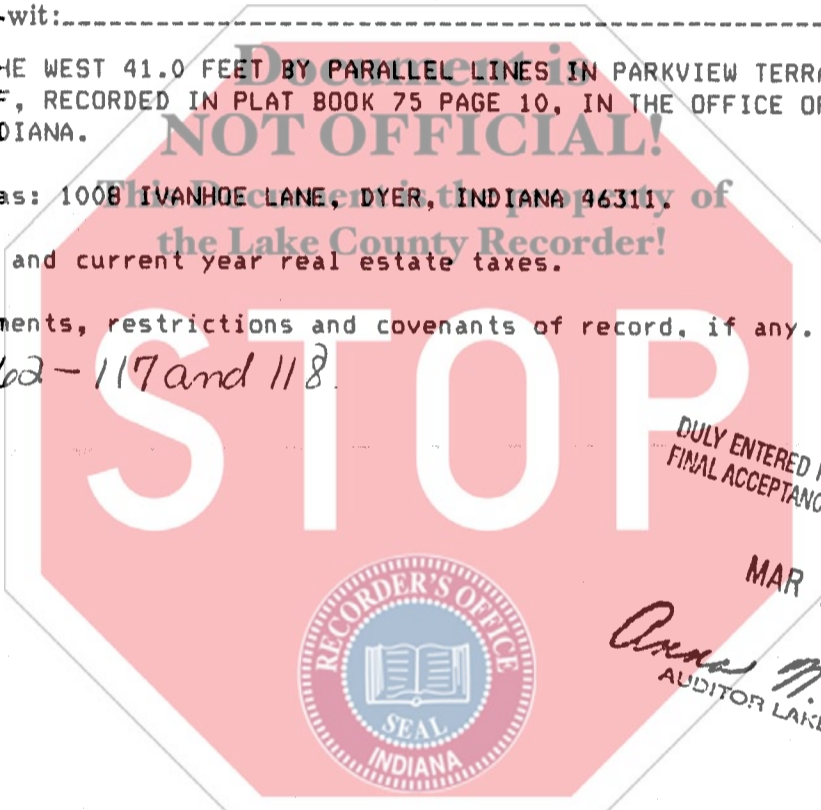 -wit:
HE WEST 41.0 FEET BY PARALLEL LINES IN PARKVIEW TERRA
F, RECORDED IN PLAT BOOK 75 PAGE 10, IN THE OFFICE OF
DIANA.
Document is
NOT OFFICIAL!
as: 1008 IVANHOE LANE, DYER, INDIANA 46311.
This Document is the property of
the Lake County Recorder!
and current year real estate taxes.
ments, restrictions and covenants of record, if any.
62-117 and 118.
STOP
DULY ENTERED
FINAL ACCEPTANC
MAR
Anna
AUDITOR LAKE
RECORDER'S OFFICE
SEAL
INDIANA